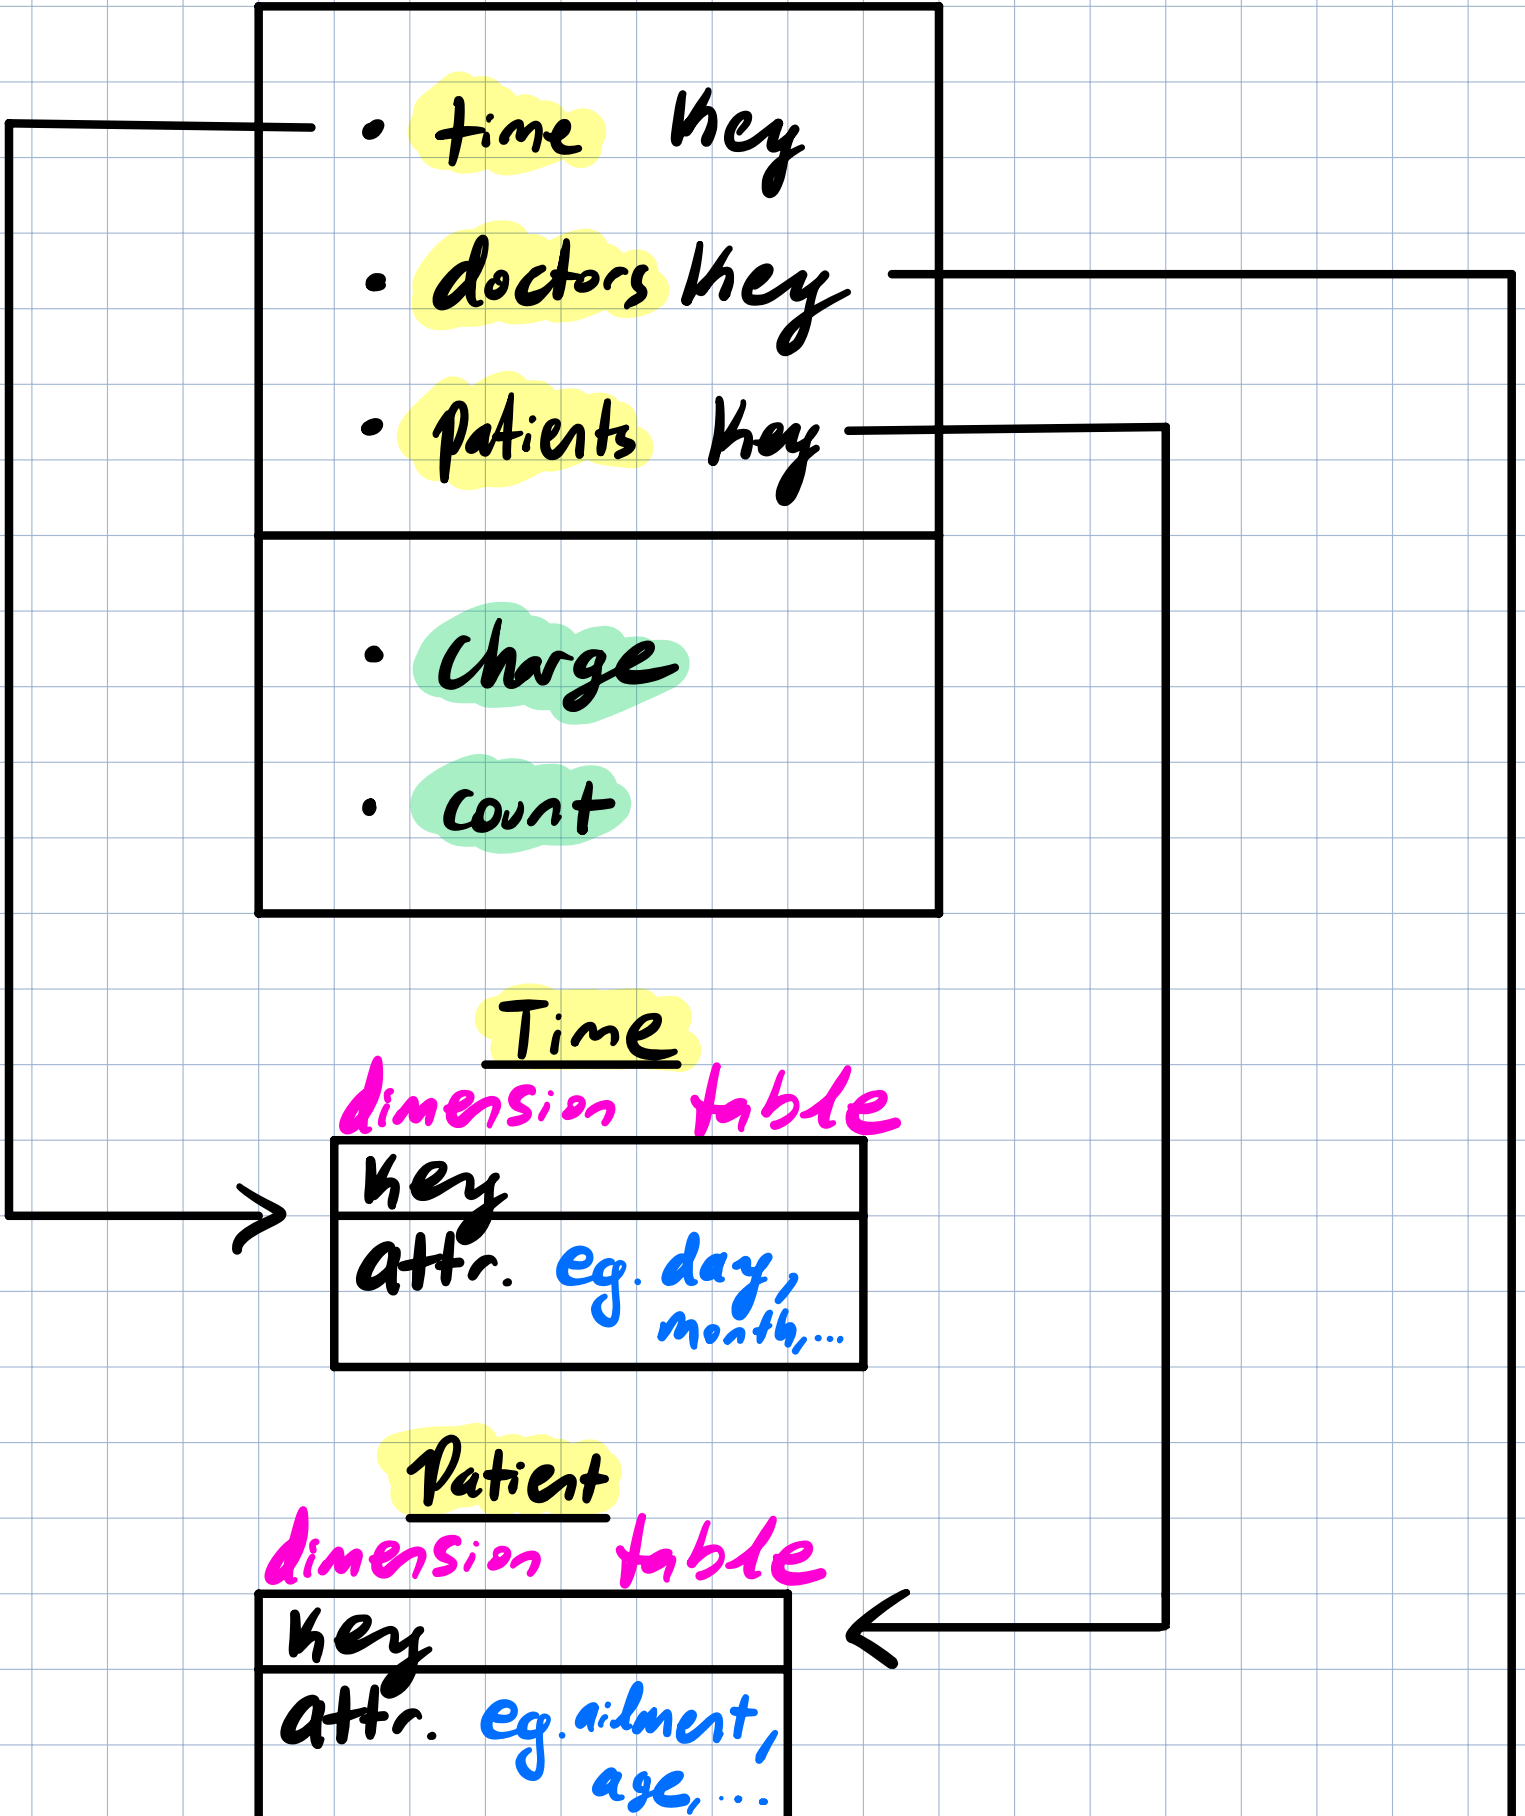 • time key
• doctors key
• patients key
• charge
• count
Time
dimension table
key
attr. eg. day,
month,...
Patient
dimension table
key
attr. eg. ailment,
age,...